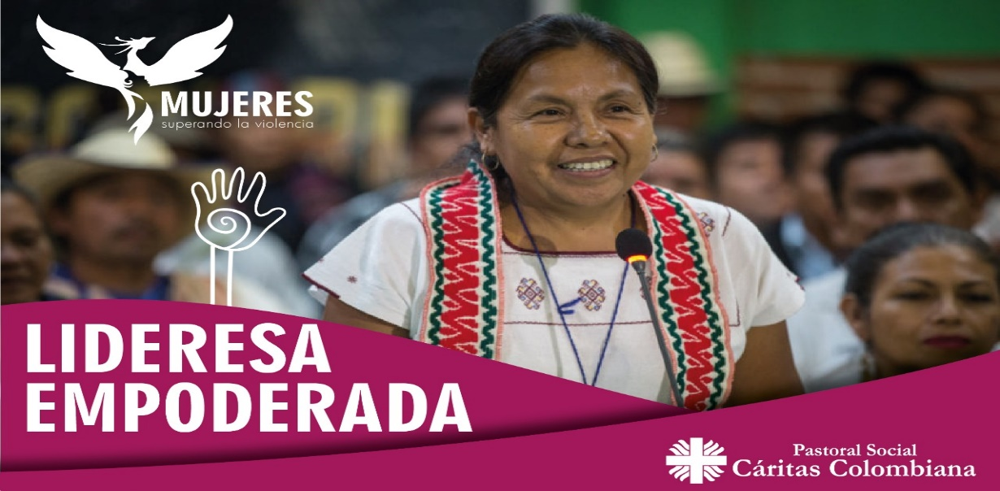 MUJERES
superando la violencia
LIDERESA
EMPODERADA
Pastoral Social
Cáritas Colombiana